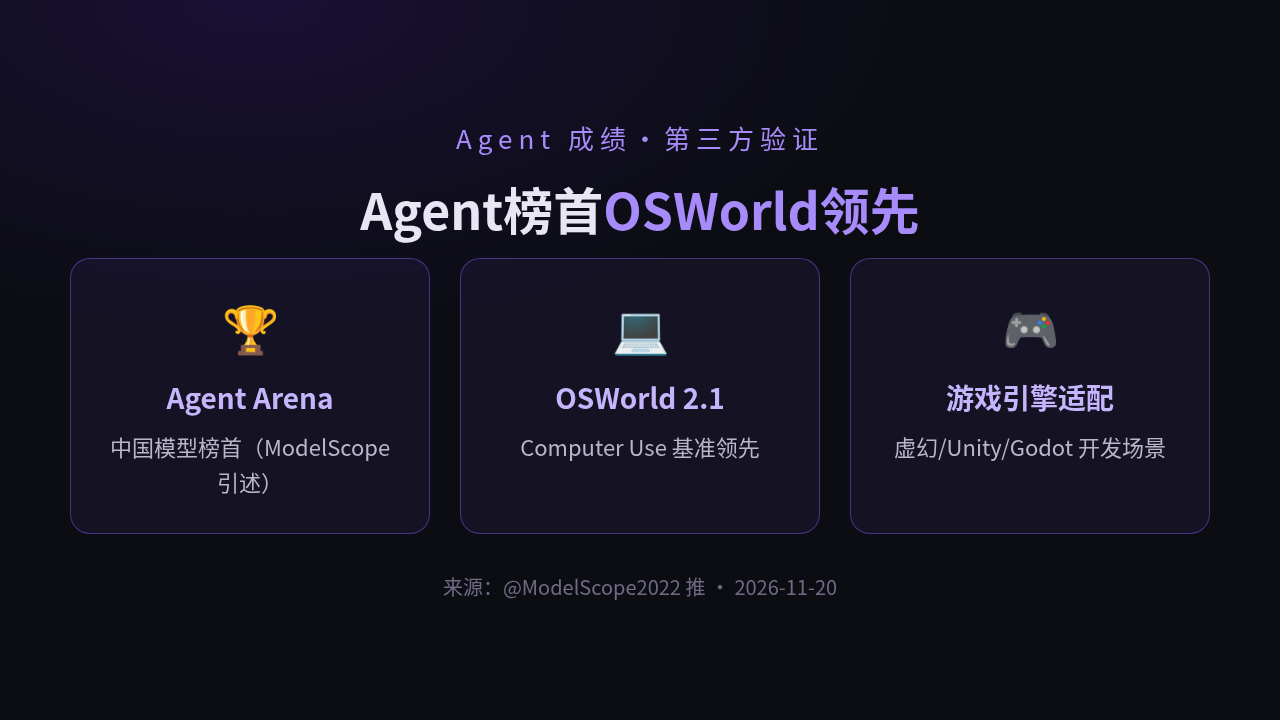 Agent 成绩·第三方验证
Agent榜首OSWorld领先
Agent Arena
中国模型榜首（ModelScope
引述）
OSWorld 2.1
Computer Use 基准领先
游戏引擎适配
虚幻/Unity/Godot 开发场景
来源：@ModelScope2022 推 · 2026-11-20